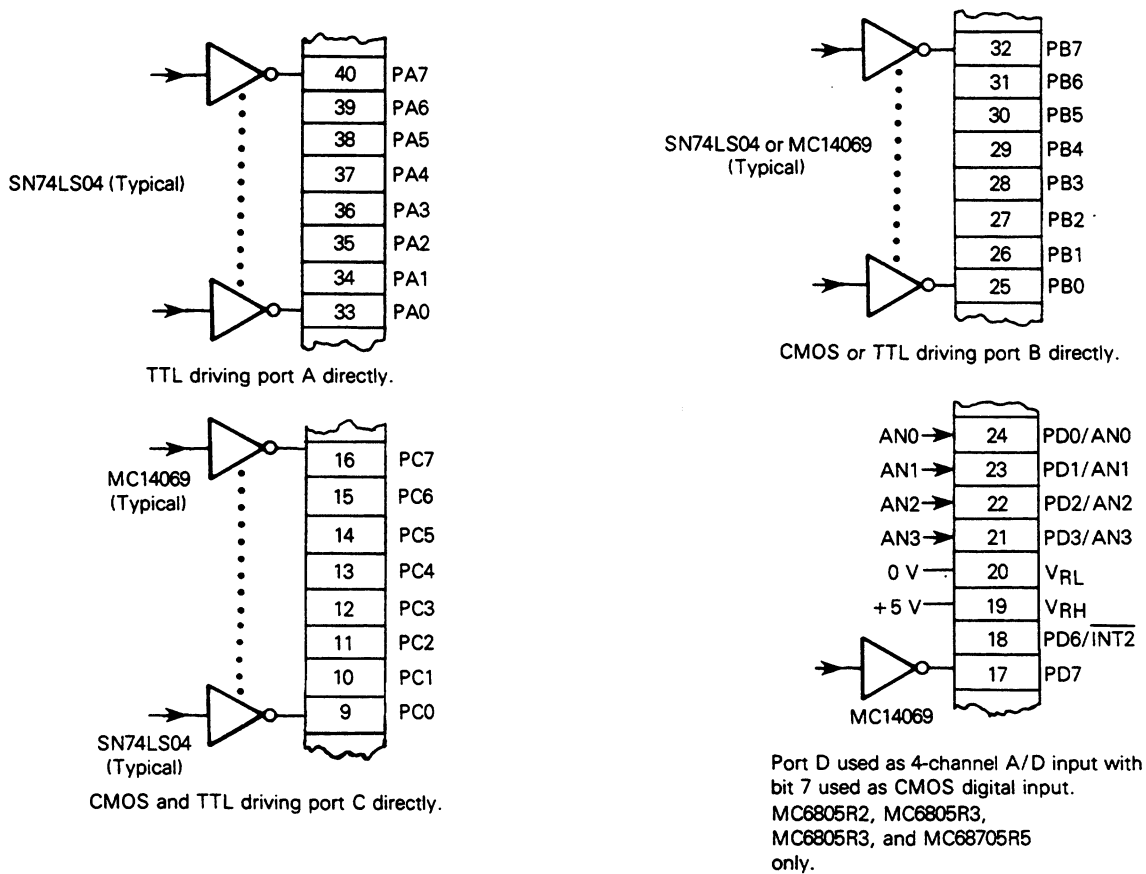 SN74LS04 (Typical)
40 PA7
39 PA6
38 PA5
37 PA4
36 PA3
35 PA2
34 PA1
33 PA0
TTL driving port A directly.
SN74LS04 or MC14069
(Typical)
32 PB7
31 PB6
30 PB5
29 PB4
28 PB3
27 PB2
26 PB1
25 PB0
CMOS or TTL driving port B directly.
MC14069
(Typical)
16 PC7
15 PC6
14 PC5
13 PC4
12 PC3
11 PC2
10 PC1
9 PC0
SN74LS04
(Typical)
CMOS and TTL driving port C directly.
AN0 24 PD0/AN0
AN1 23 PD1/AN1
AN2 22 PD2/AN2
AN3 21 PD3/AN3
0 V 20 VRL
+5 V 19 VRH
18 PD6/INT2
17 PD7
MC14069
Port D used as 4-channel A/D input with
bit 7 used as CMOS digital input.
MC6805R2, MC6805R3,
MC6805R3, and MC68705R5
only.